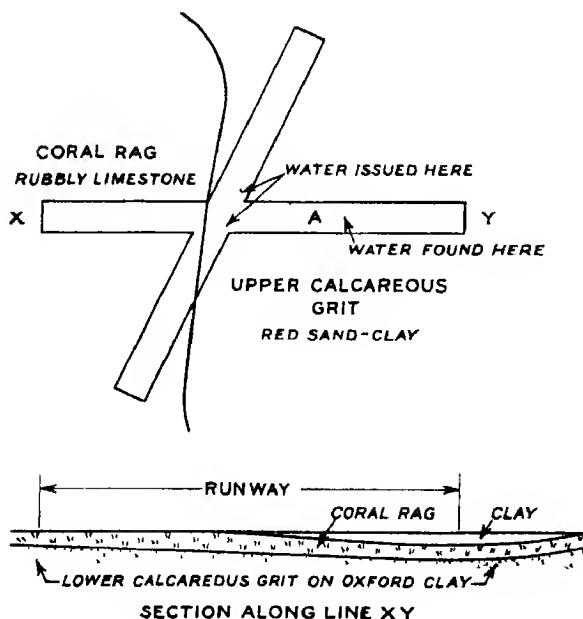 CORAL RAG
RUBBLY LIMESTONE
WATER ISSUED HERE
X
A
Y
WATER FOUND HERE
UPPER CALCAREOUS
GRIT
RED SAND-CLAY
RUNWAY
CORAL RAG
CLAY
LOWER CALCAREOUS GRIT ON OXFORD CLAY
SECTION ALONG LINE XY